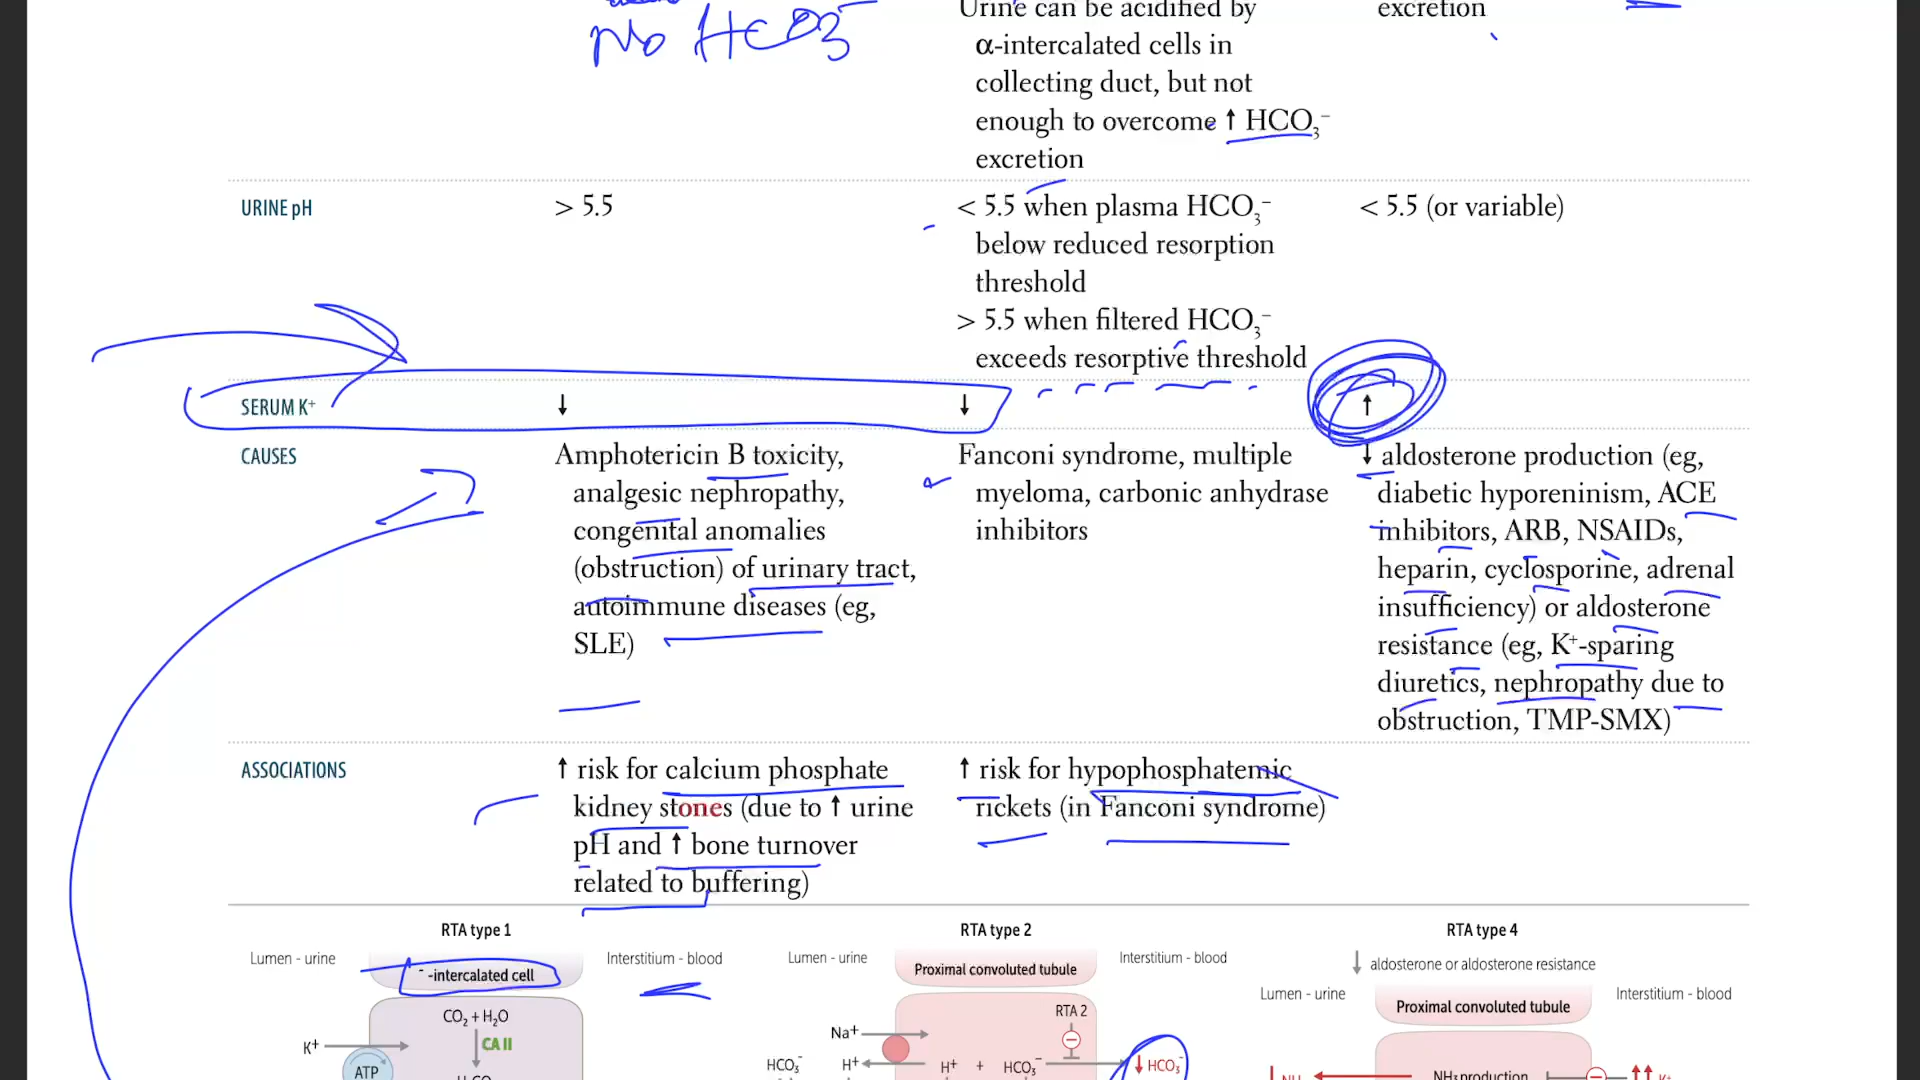 No HCO3-
Urine can be acidified by
α-intercalated cells in
collecting duct, but not
enough to overcome ↑ HCO₃⁻
excretion
excretion
URINE pH
> 5.5
< 5.5 when plasma HCO₃⁻
below reduced resorption
threshold
> 5.5 when filtered HCO₃⁻
exceeds resorptive threshold
< 5.5 (or variable)
SERUM K⁺
↓
↓
↑
CAUSES
Amphotericin B toxicity,
analgesic nephropathy,
congenital anomalies
(obstruction) of urinary tract,
autoimmune diseases (eg,
SLE)
Fanconi syndrome, multiple
myeloma, carbonic anhydrase
inhibitors
↓ aldosterone production (eg,
diabetic hyporeninism, ACE
inhibitors, ARB, NSAIDs,
heparin, cyclosporine, adrenal
insufficiency) or aldosterone
resistance (eg, K⁺-sparing
diuretics, nephropathy due to
obstruction, TMP-SMX)
ASSOCIATIONS
↑ risk for calcium phosphate
kidney stones (due to ↑ urine
pH and ↑ bone turnover
related to buffering)
↑ risk for hypophosphatemic
rickets (in Fanconi syndrome)
RTA type 1
Lumen - urine
-intercalated cell
Interstitium - blood
CO₂ + H₂O
CA II
K⁺
ATP
RTA type 2
Lumen - urine
Proximal convoluted tubule
Interstitium - blood
RTA 2
Na⁺
HCO₃⁻
H⁺
H⁺ + HCO₃⁻
↓ HCO₃⁻
RTA type 4
↓ aldosterone or aldosterone resistance
Lumen - urine
Proximal convoluted tubule
Interstitium - blood
NH₃ production
↑↑ K⁺